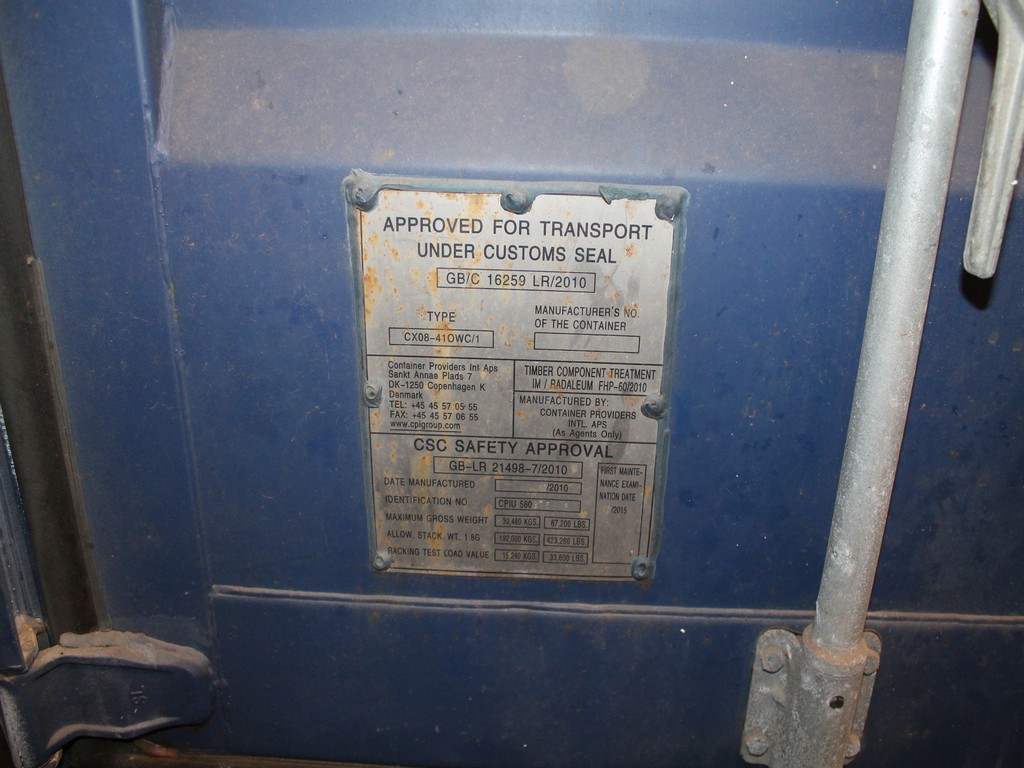 APPROVED FOR TRANSPORT
UNDER CUSTOMS SEAL
GB/C 16259 LR/2010
TYPE
CX08-41OWC/1
MANUFACTURER'S NO.
OF THE CONTAINER
Container Providers Int Aps
Sankt Annae Plads 7
DK-1250 Copenhagen K
Denmark
TEL: +45 45 57 05 55
FAX: +45 45 57 06 55
www.cpigroup.com
TIMBER COMPONENT TREATMENT
IM / RADALEUM FHP-60/2010
MANUFACTURED BY:
CONTAINER PROVIDERS
INTL. APS
(As Agents Only)
CSC SAFETY APPROVAL
GB-LR 21498-7/2010
DATE MANUFACTURED /2010
IDENTIFICATION NO CPIU 580
MAXIMUM GROSS WEIGHT 30,480 KGS. 67,200 LBS.
ALLOW. STACK. WT. 1.8G 192,000 KGS. 423,280 LBS.
RACKING TEST LOAD VALUE 15,240 KGS. 33,600 LBS.
FIRST MAINTE-
NANCE EXAMI-
NATION DATE
/2015